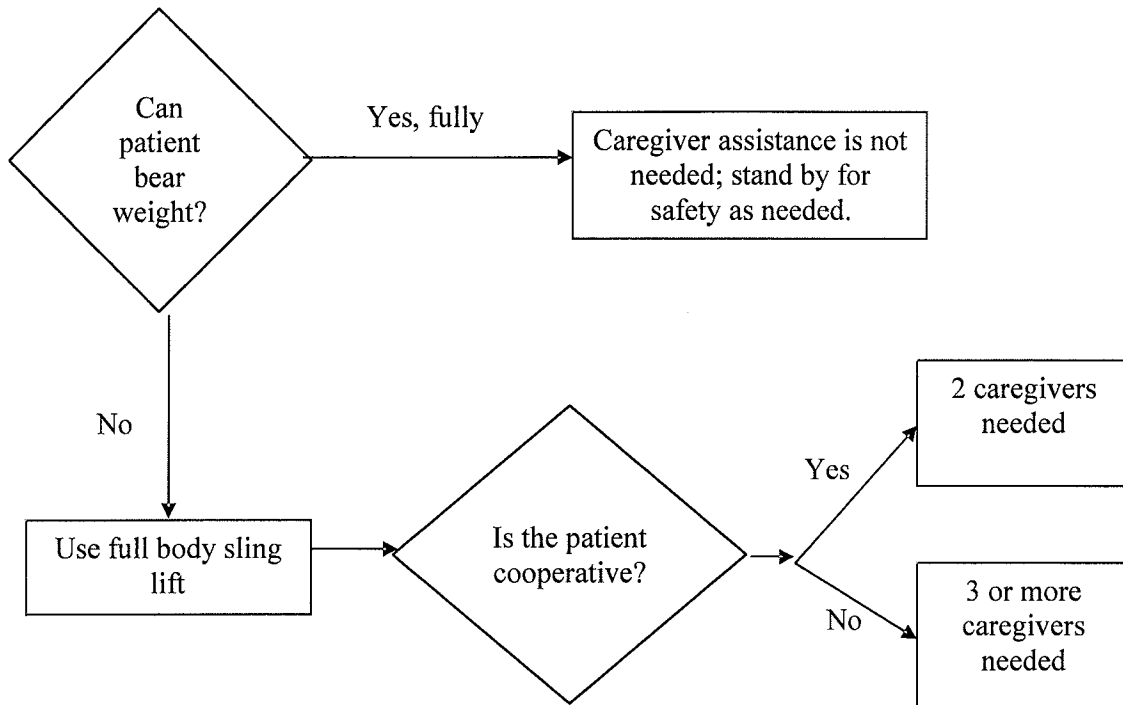 Can
patient
bear
weight?
Yes, fully
Caregiver assistance is not
needed; stand by for
safety as needed.
No
Use full body sling
lift
Is the patient
cooperative?
Yes
2 caregivers
needed
No
3 or more
caregivers
needed